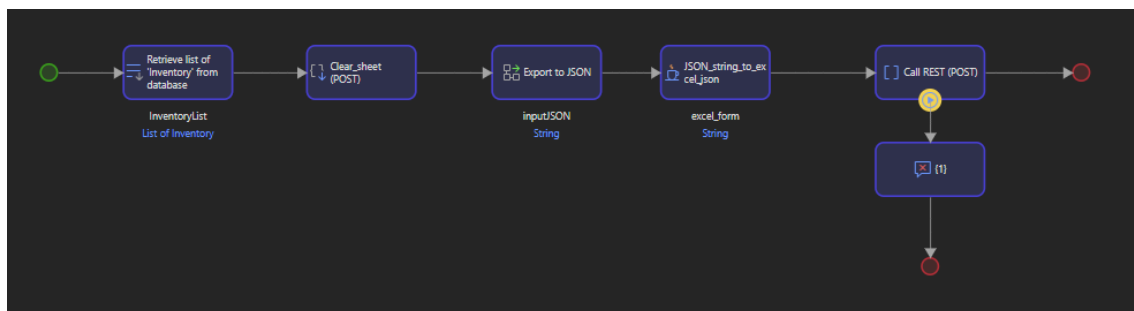 Retrieve list of
'Inventory' from
database
InventoryList
List of Inventory
Clear_sheet
(POST)
Export to JSON
inputJSON
String
JSON_string_to_ex
cel_json
excel_form
String
Call REST (POST)
{1}